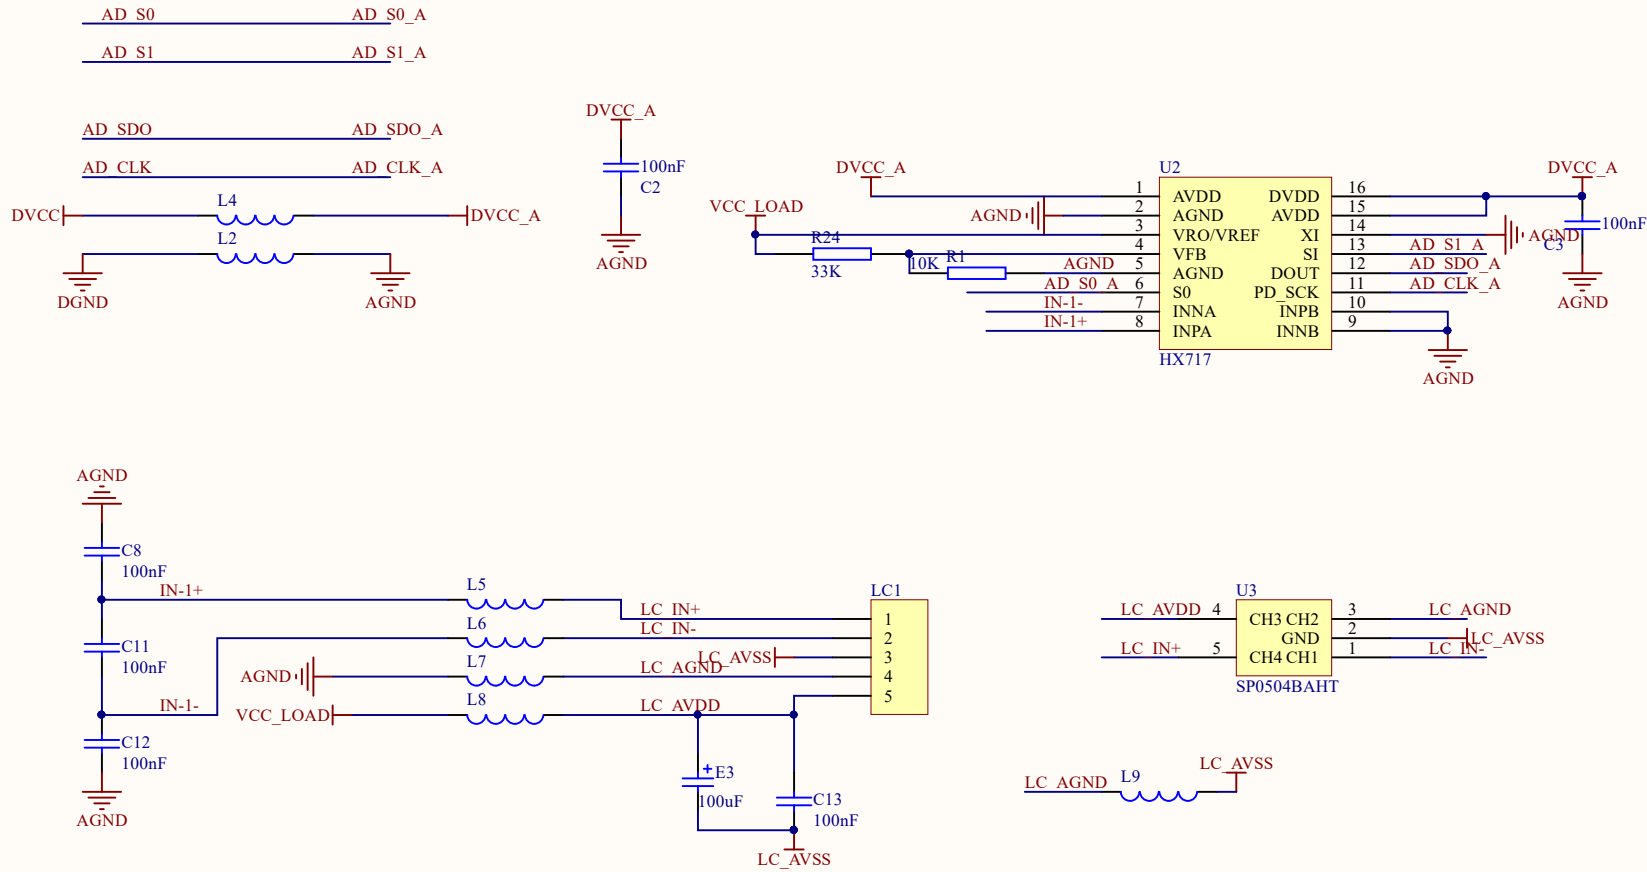 AD_S0 AD_S0_A
AD_S1 AD_S1_A
AD_SDO AD_SDO_A
AD_CLK AD_CLK_A
L4
DVCC DVCC_A
L2
DGND AGND
DVCC_A
100nF
C2
AGND
DVCC_A
VCC_LOAD
AGND
R24
33K
10K R1
AGND
AD_S0_A
IN-1-
IN-1+
U2
1 AVDD DVDD 16
2 AGND AVDD 15
3 VRO/VREF XI 14
4 VFB SI 13
5 AGND DOUT 12
6 S0 PD_SCK 11
7 INNA INPB 10
8 INPA INNB 9
HX717
DVCC_A
100nF
AGND
C3
AD_S1_A
AD_SDO_A
AD_CLK_A
AGND
AGND
AGND
C8
100nF
IN-1+
C11
100nF
IN-1-
C12
100nF
AGND
L5
L6
L7
AGND
L8
VCC_LOAD
LC_IN+
LC_IN-
LC_AVSS
LC_AGND
LC_AVDD
LC1
1
2
3
4
5
E3
100uF
C13
100nF
LC_AVSS
U3
LC_AVDD 4 CH3 CH2 3 LC_AGND
GND 2 LC_AVSS
LC_IN+ 5 CH4 CH1 1 LC_IN-
SP0504BAHT
LC_AGND L9 LC_AVSS